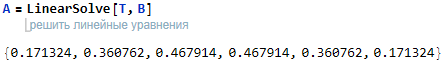 A = LinearSolve[T, B]
решить линейные уравнения
{0.171324, 0.360762, 0.467914, 0.467914, 0.360762, 0.171324}